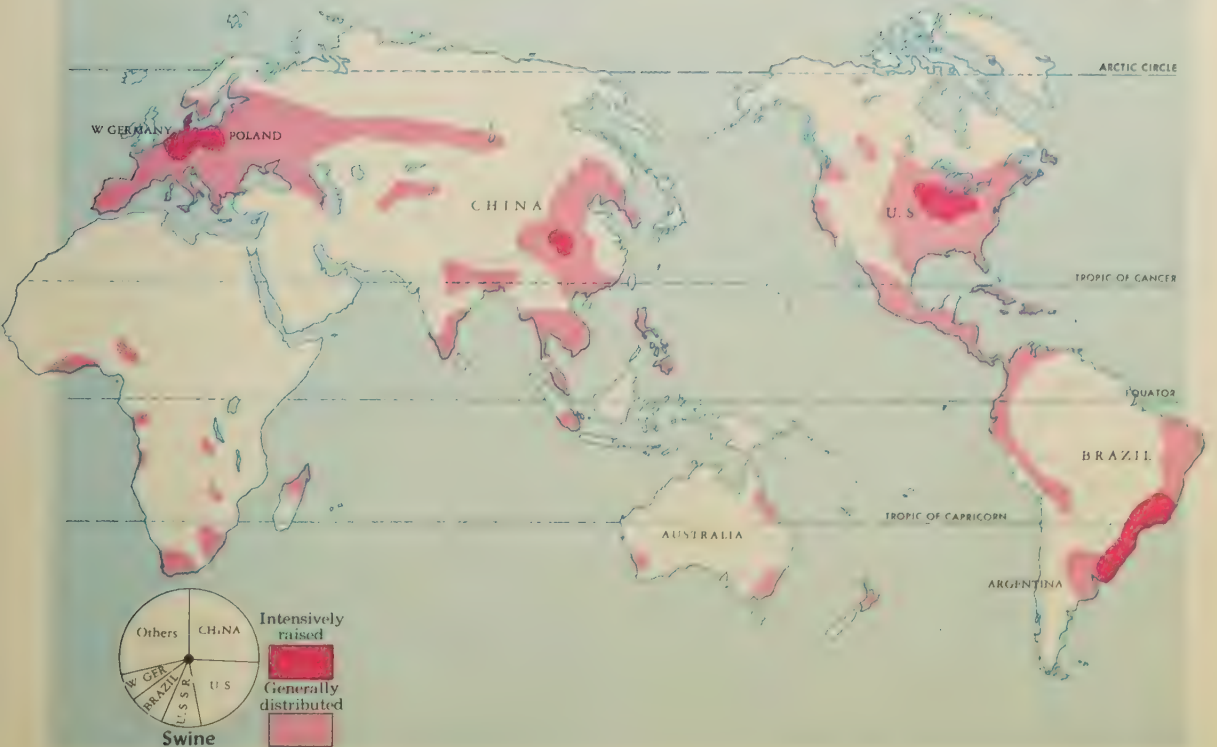 ARCTIC CIRCLE
W GERMANY
POLAND
CHINA
U. S
TROPIC OF CANCER
EQUATOR
BRAZIL
TROPIC OF CAPRICORN
AUSTRALIA
ARGENTINA
Others
CHINA
W GER
BRAZIL
U.S.S.R.
U S
Swine
Intensively
raised
Generally
distributed